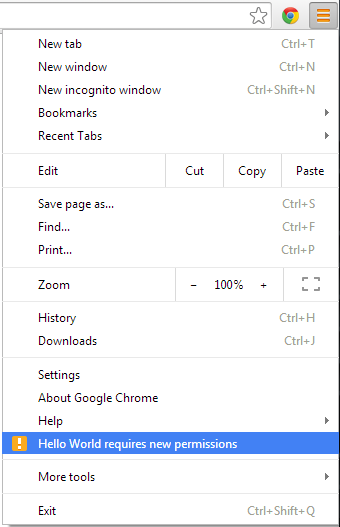 New tab Ctrl+T
New window Ctrl+N
New incognito window Ctrl+Shift+N
Bookmarks
Recent Tabs
Edit Cut Copy Paste
Save page as... Ctrl+S
Find... Ctrl+F
Print... Ctrl+P
Zoom − 100% +
History Ctrl+H
Downloads Ctrl+J
Settings
About Google Chrome
Help
Hello World requires new permissions
More tools
Exit Ctrl+Shift+Q